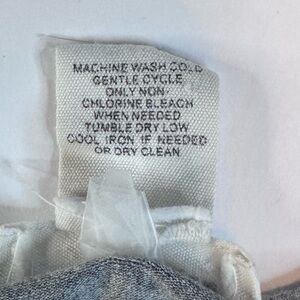 MACHINE WASH COLD
GENTLE CYCLE
ONLY NON-
CHLORINE BLEACH
WHEN NEEDED
TUMBLE DRY LOW
COOL IRON IF NEEDED
OR DRY CLEAN